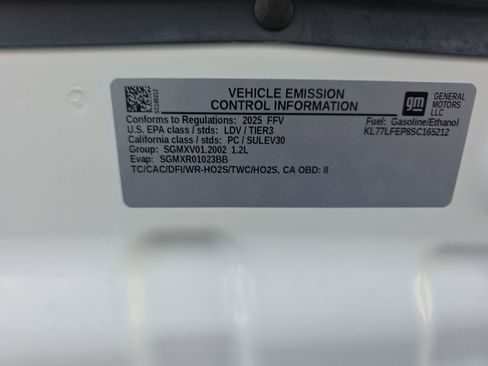 VEHICLE EMISSION
CONTROL INFORMATION
gm
GENERAL
MOTORS
LLC
Conforms to Regulations: 2025 FFV
Fuel: Gasoline/Ethanol
U.S. EPA class / stds: LDV / TIER3
KL77LFEP8SC165212
California class / stds: PC / SULEV30
Group: SGMXV01.2002 1.2L
Evap: SGMXR01023BB
TC/CAC/DFI/WR-HO2S/TWC/HO2S, CA OBD: II